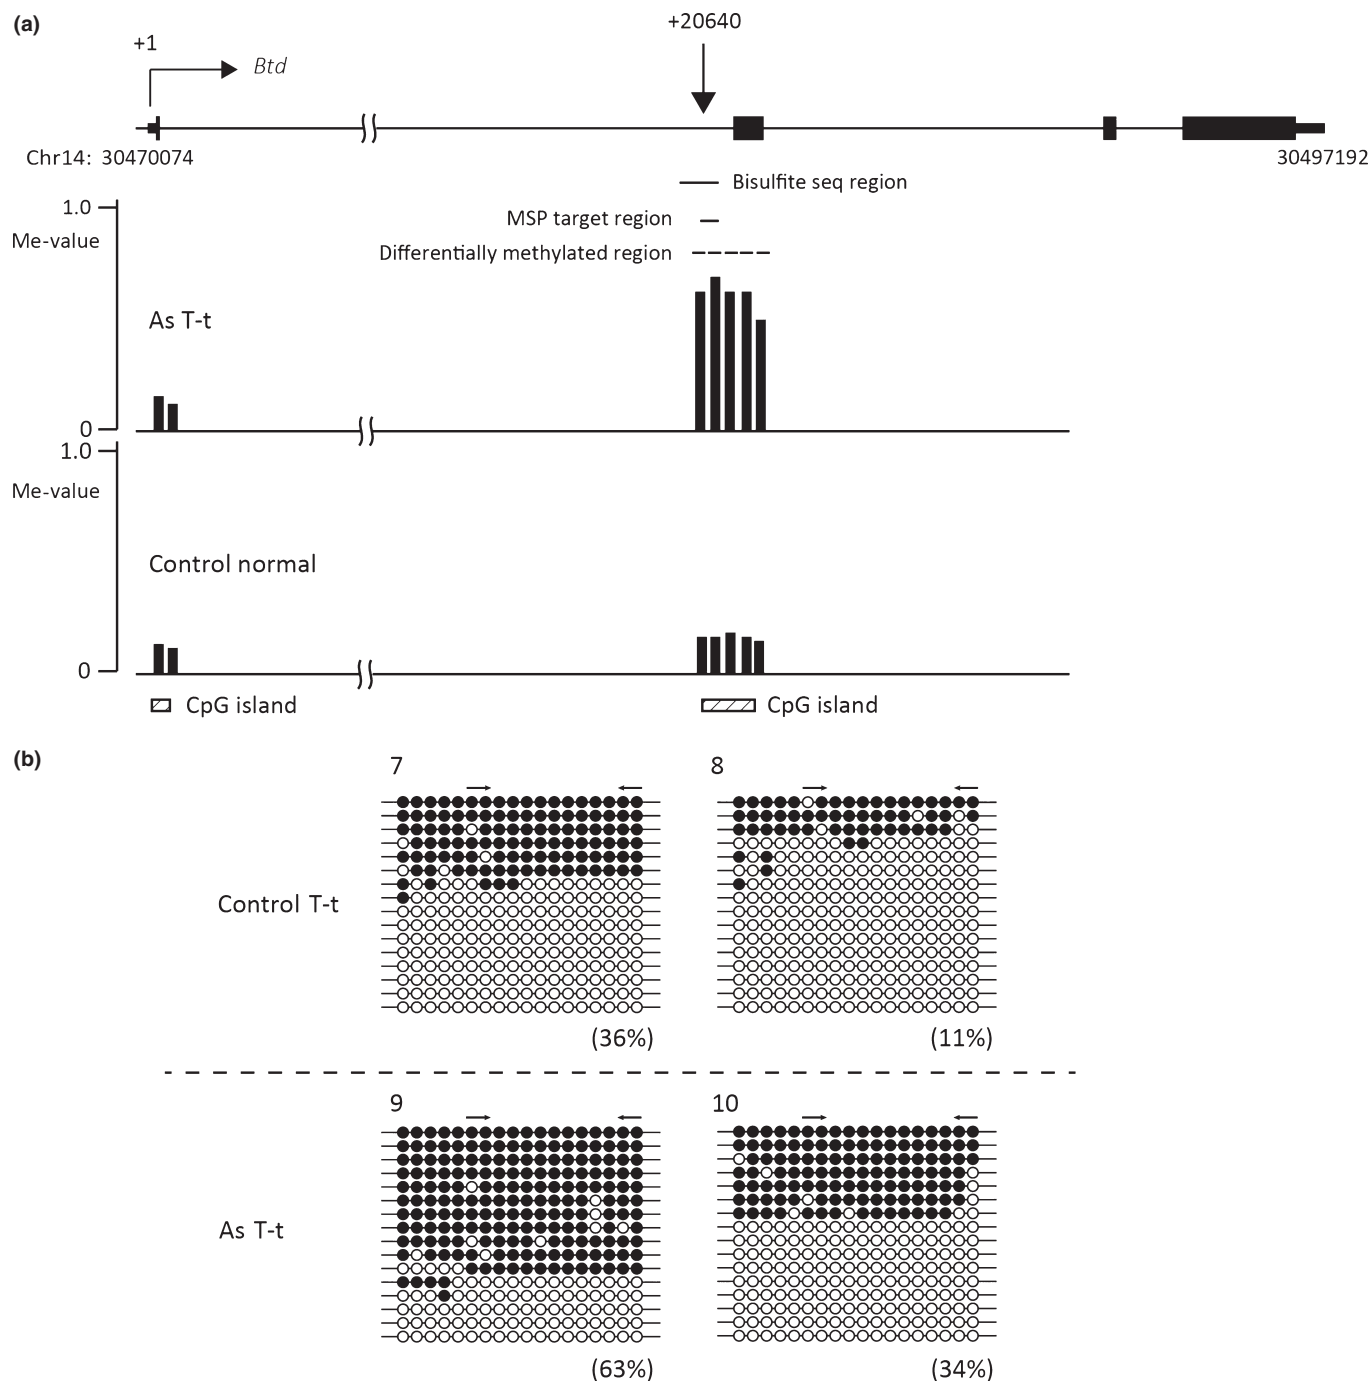 (a)
+20640
+1
Btd
Chr14: 30470074
30497192
Bisulfite seq region
1.0
MSP target region
Me-value
Differentially methylated region
As T-t
0
1.0
Me-value
Control normal
0
CpG island
CpG island
(b)
7
8
Control T-t
(36%)
(11%)
9
10
As T-t
(63%)
(34%)